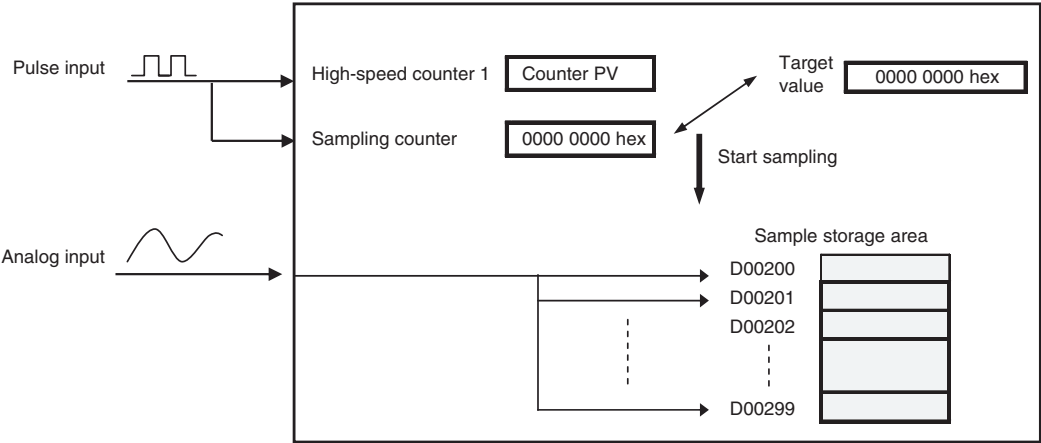 Pulse input
High-speed counter 1
Counter PV
Target
value
0000 0000 hex
Sampling counter
0000 0000 hex
Start sampling
Analog input
Sample storage area
D00200
D00201
D00202
D00299